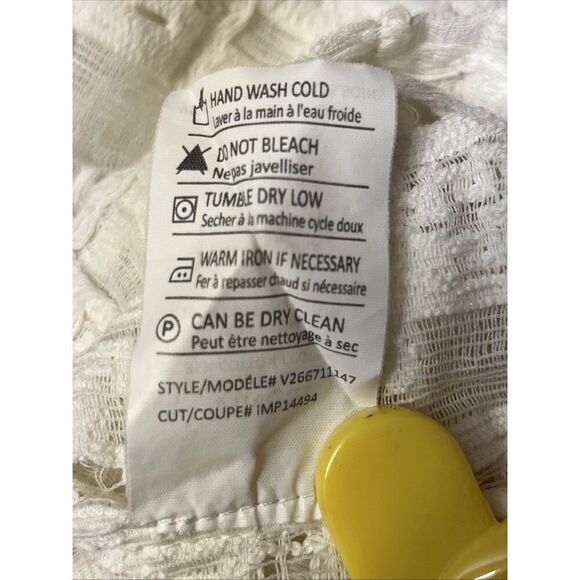 HAND WASH COLD
laver à la main à l'eau froide
DO NOT BLEACH
Ne pas javelliser
TUMBLE DRY LOW
Secher à la machine cycle doux
WARM IRON IF NECESSARY
Fer à repasser chaud si nécessaire
P CAN BE DRY CLEAN
Peut être nettoyage à sec
STYLE/MODÉLE# V266711147
CUT/COUPE# IMP14494